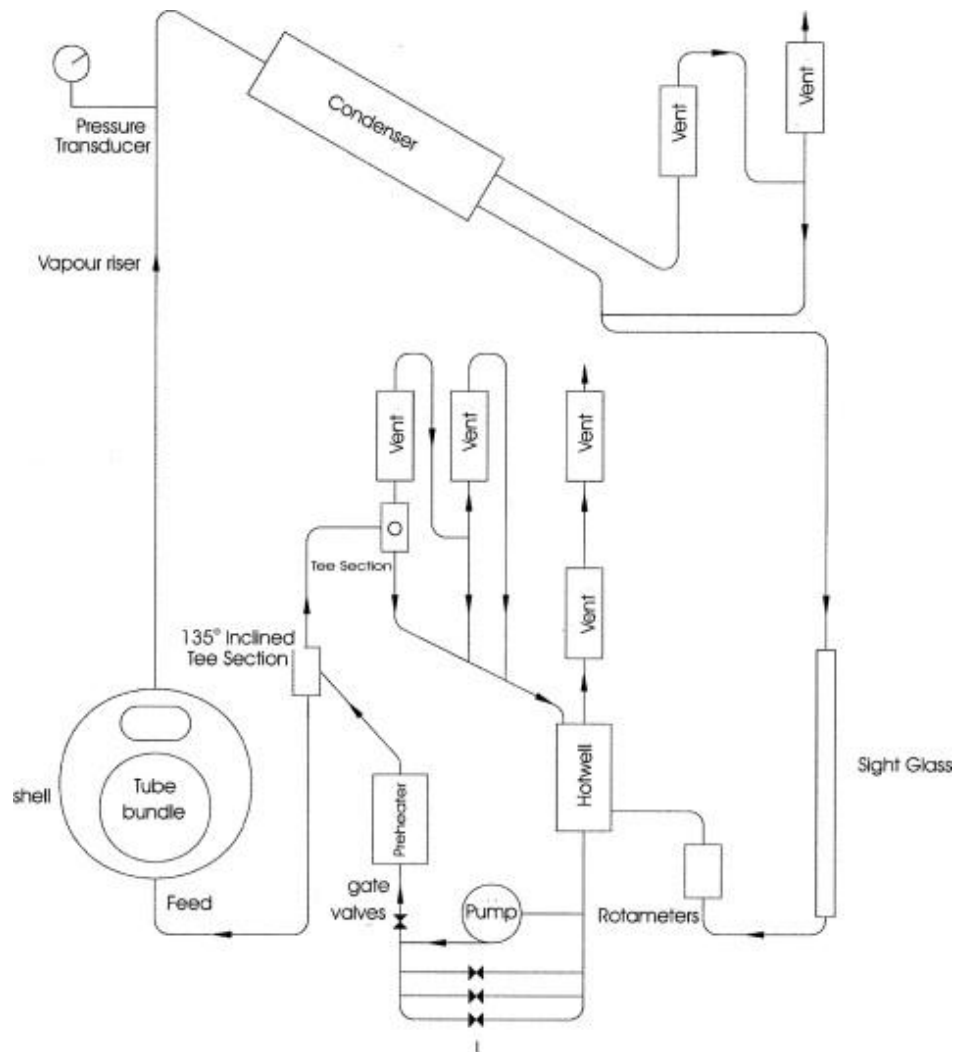 Pressure
Transducer
Condenser
Vent
Vent
Vapour riser
Vent
Vent
Vent
Tee Section
Vent
135° Inclined
Tee Section
shell
Tube
bundle
Preheater
Hotwell
Sight Glass
gate
valves
Feed
Pump
Rotameters